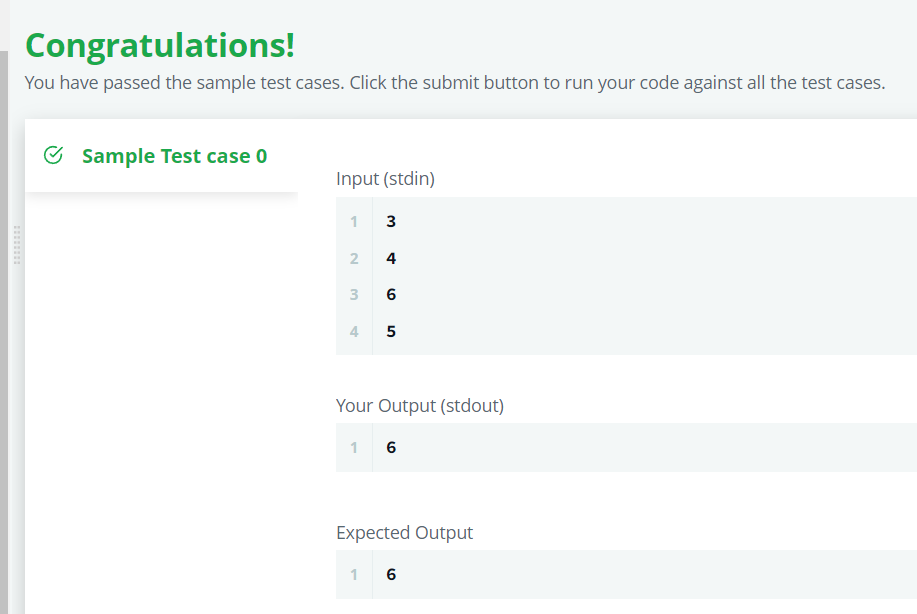 Congratulations!
You have passed the sample test cases. Click the submit button to run your code against all the test cases.
Sample Test case 0
Input (stdin)
1 3
2 4
3 6
4 5
Your Output (stdout)
1 6
Expected Output
1 6